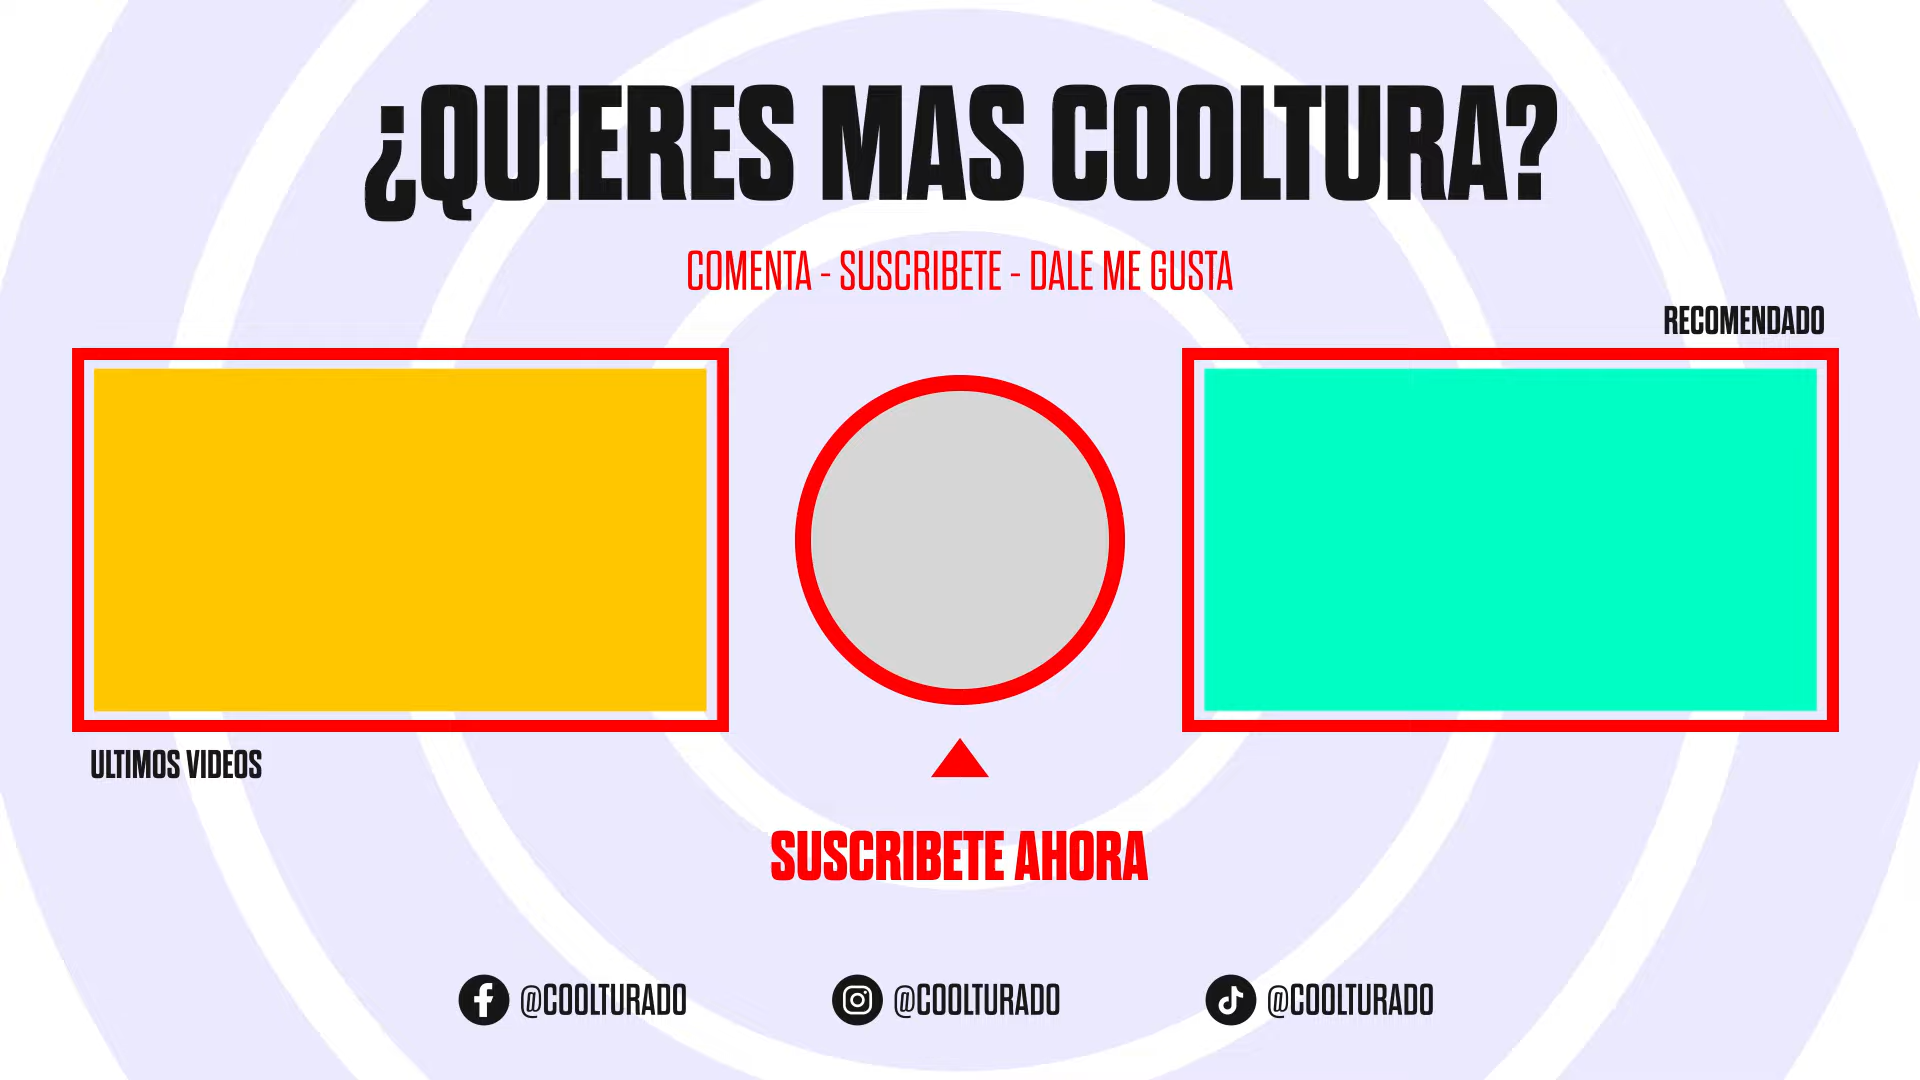 ¿QUIERES MAS COOLTURA?
COMENTA - SUSCRIBETE - DALE ME GUSTA
RECOMENDADO
ULTIMOS VIDEOS
SUSCRIBETE AHORA
@COOLTURADO
@COOLTURADO
@COOLTURADO